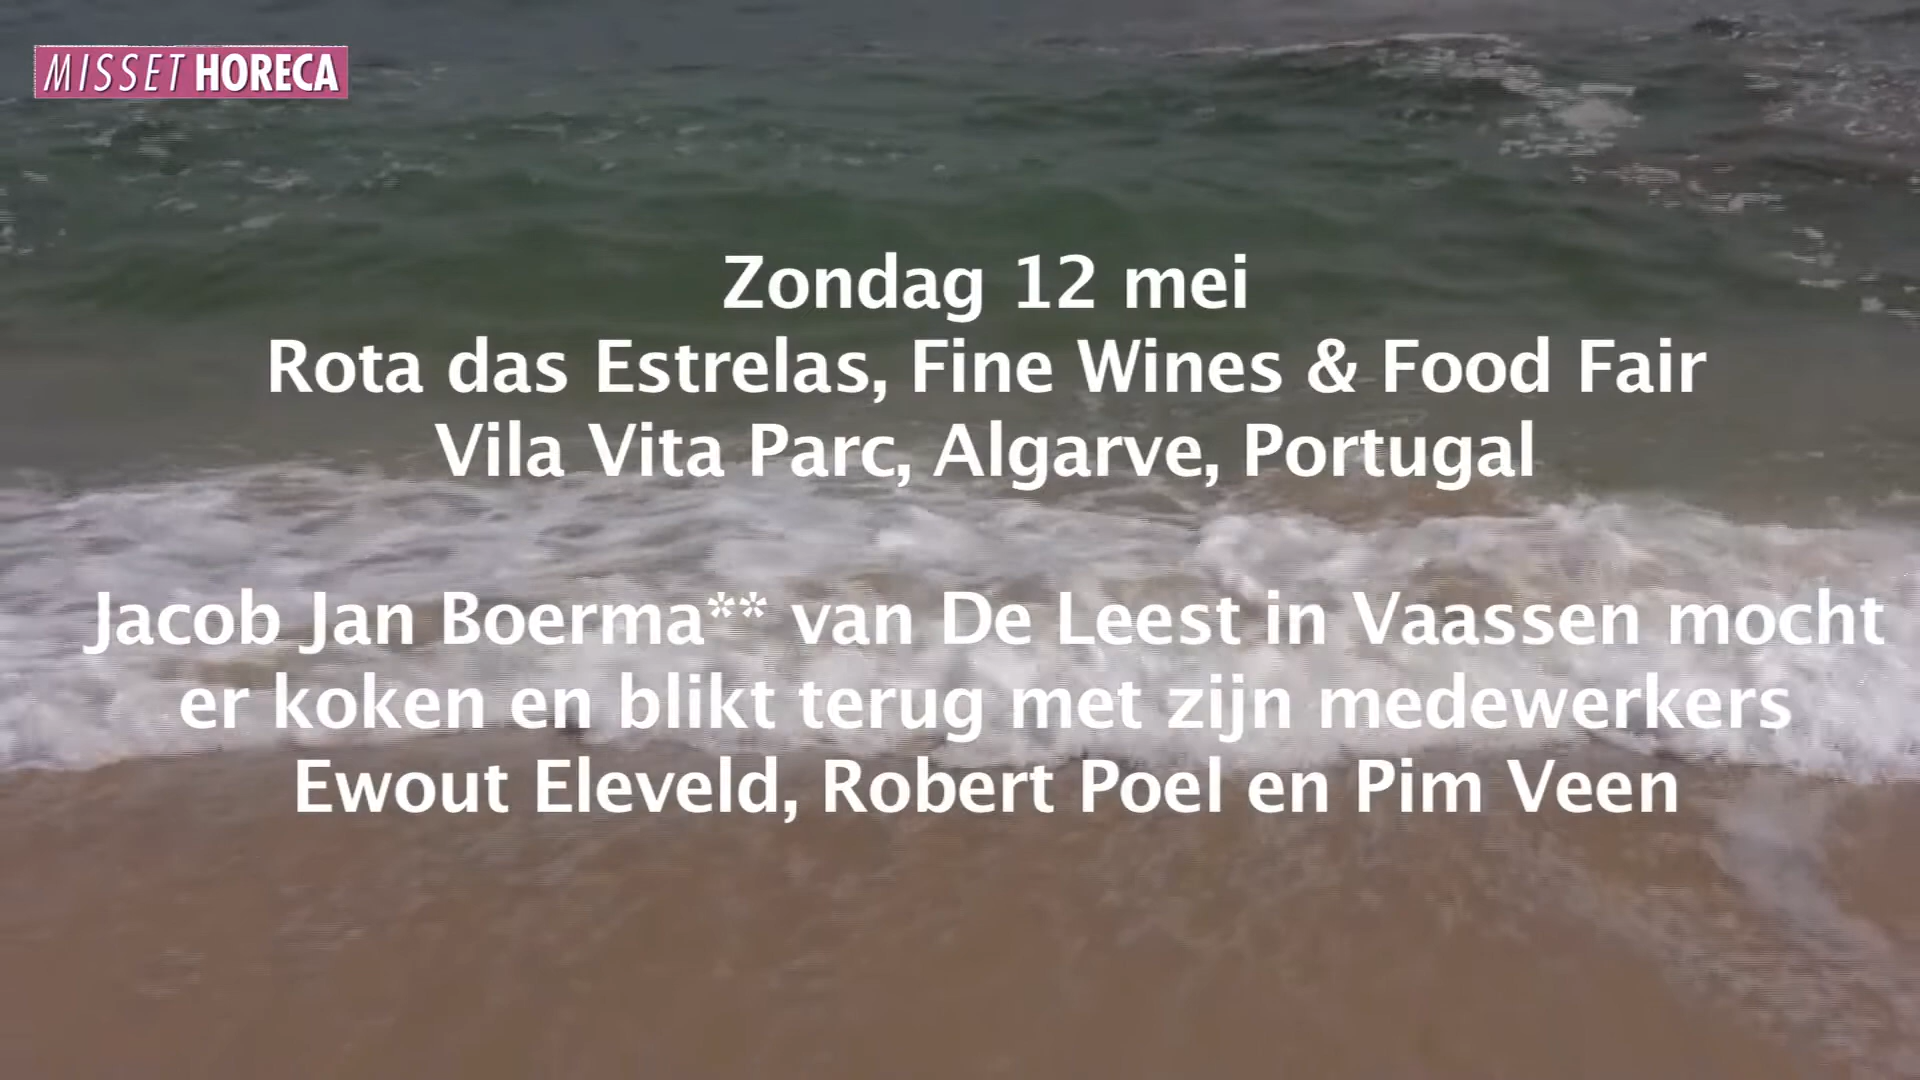 MISSET HORECA
Zondag 12 mei
Rota das Estrelas, Fine Wines & Food Fair
Vila Vita Parc, Algarve, Portugal
Jacob Jan Boerma** van De Leest in Vaassen mocht
er koken en blikt terug met zijn medewerkers
Ewout Eleveld, Robert Poel en Pim Veen